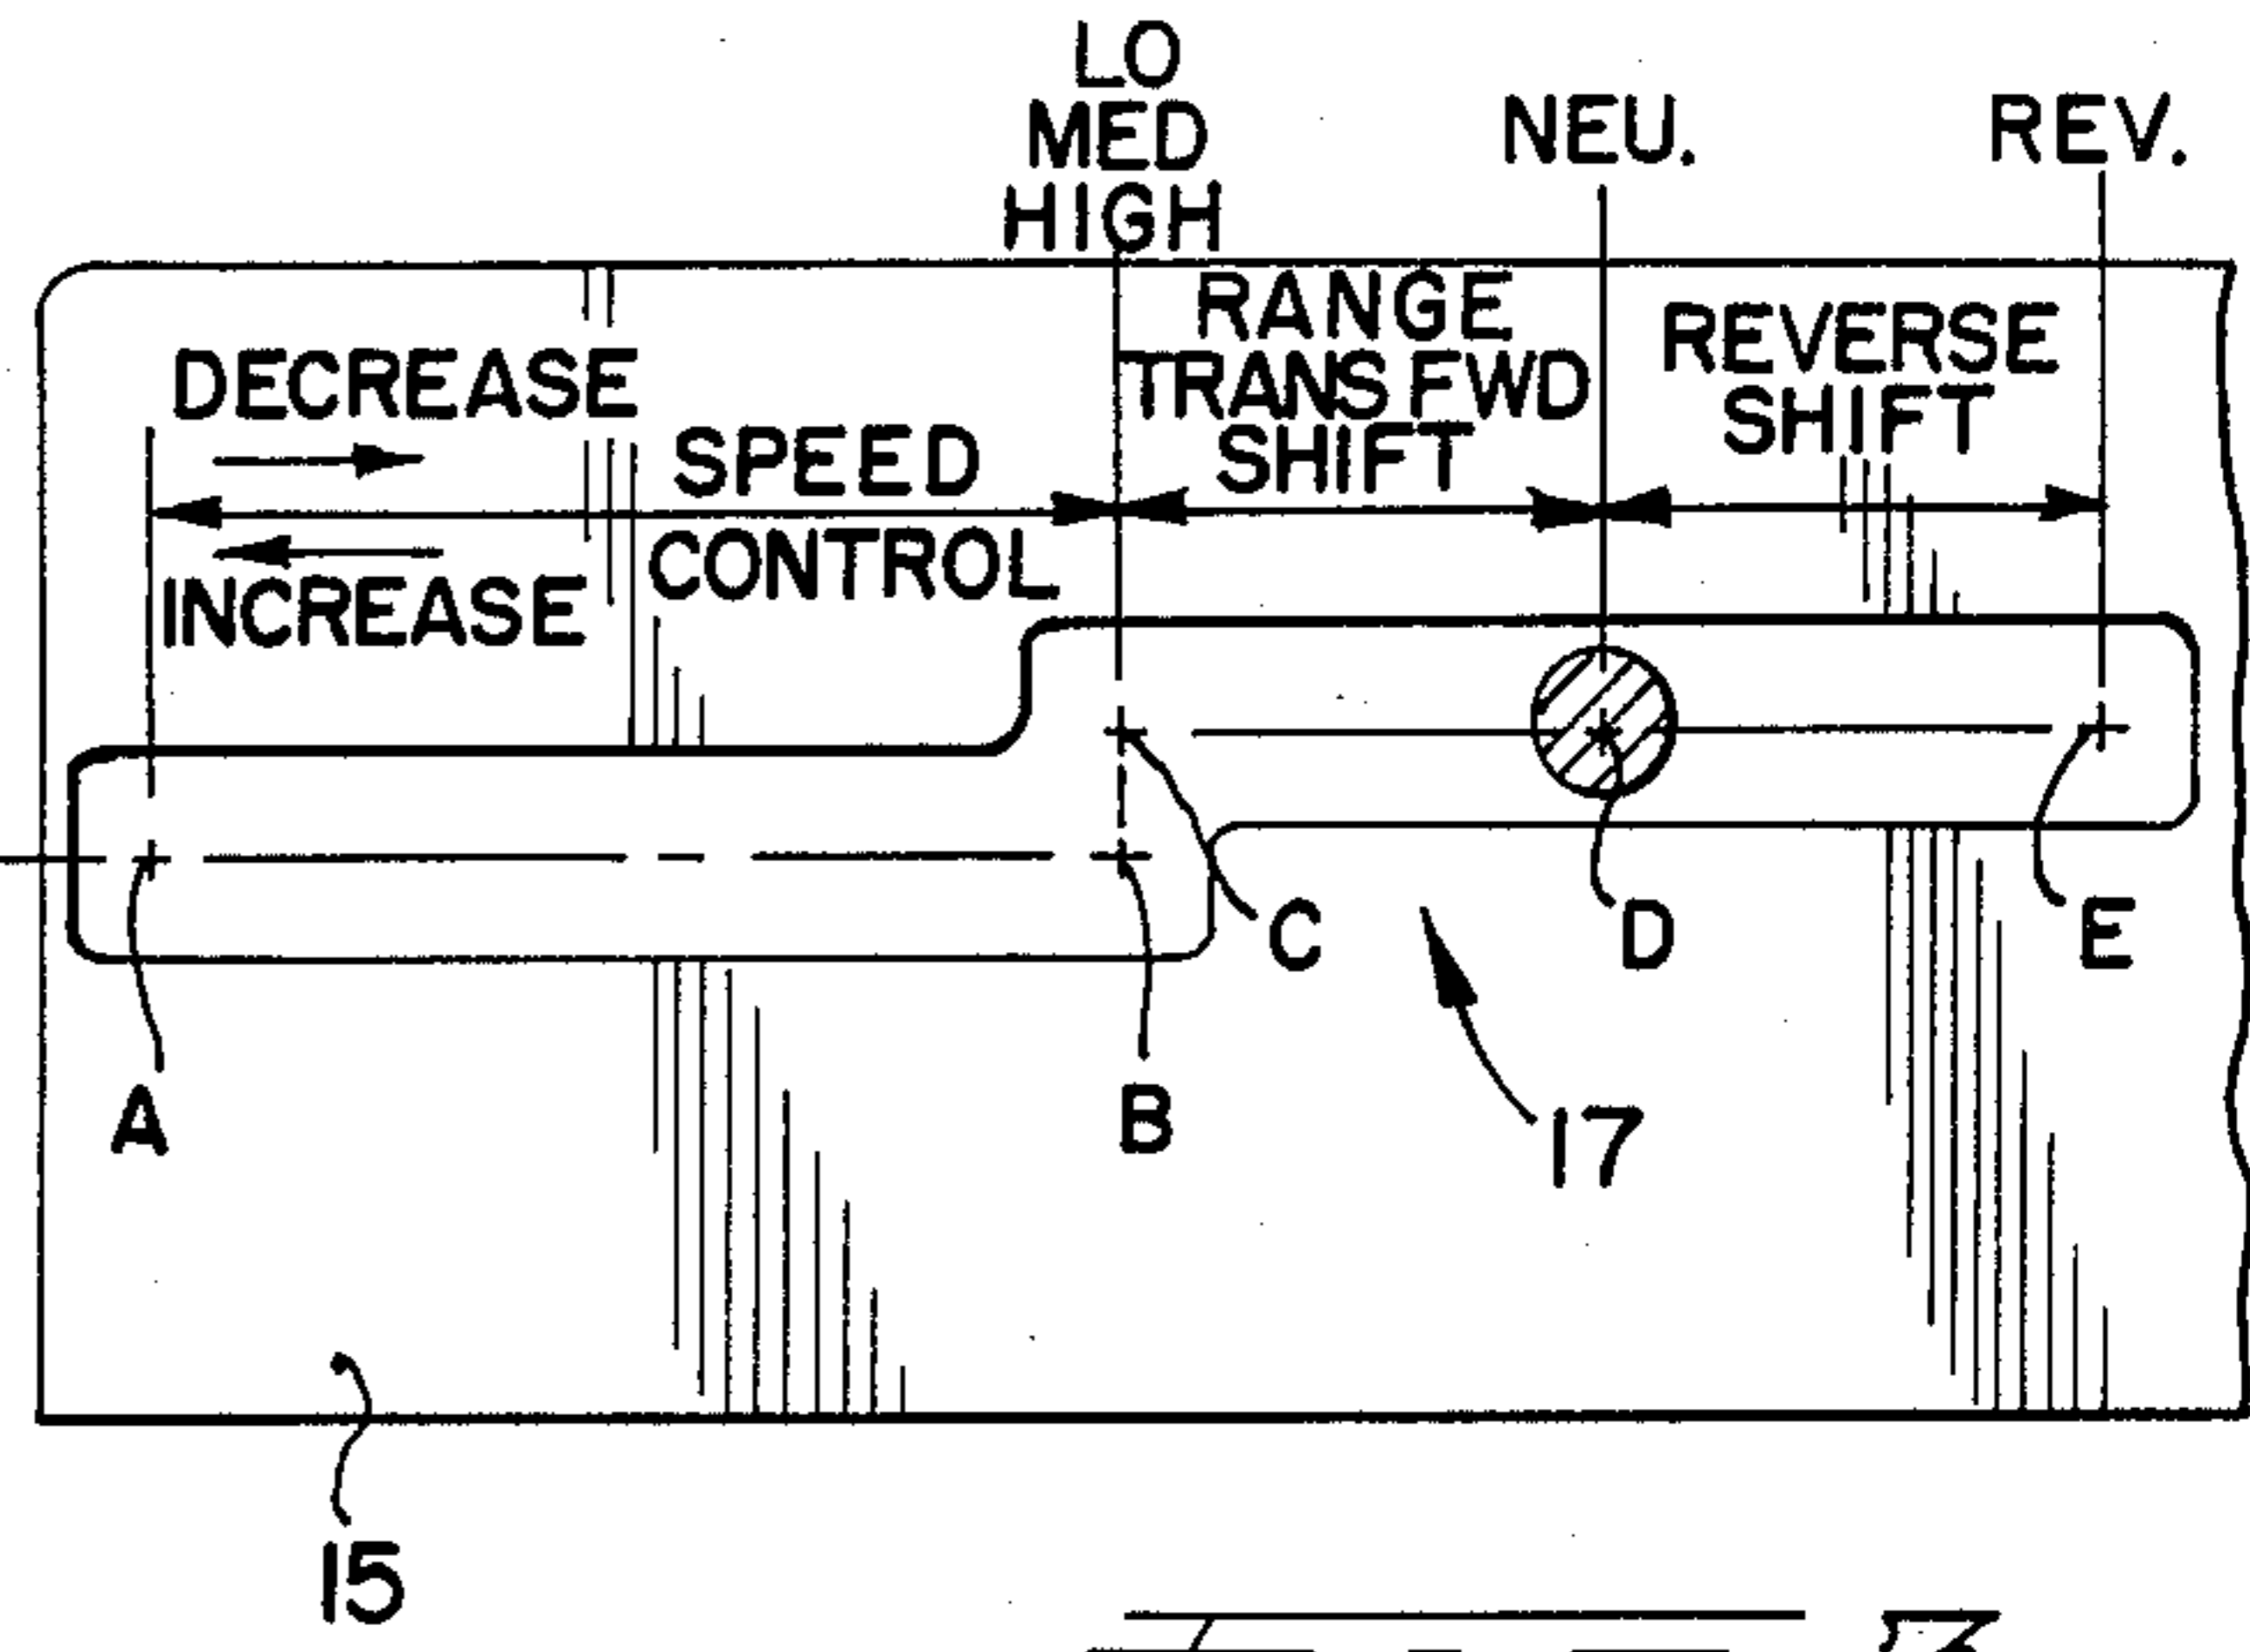 LO
MED
HIGH
NEU.
REV.
RANGE
TRANS FWD
SHIFT
REVERSE
SHIFT
DECREASE
SPEED
CONTROL
INCREASE
A
B
C
D
E
17
15